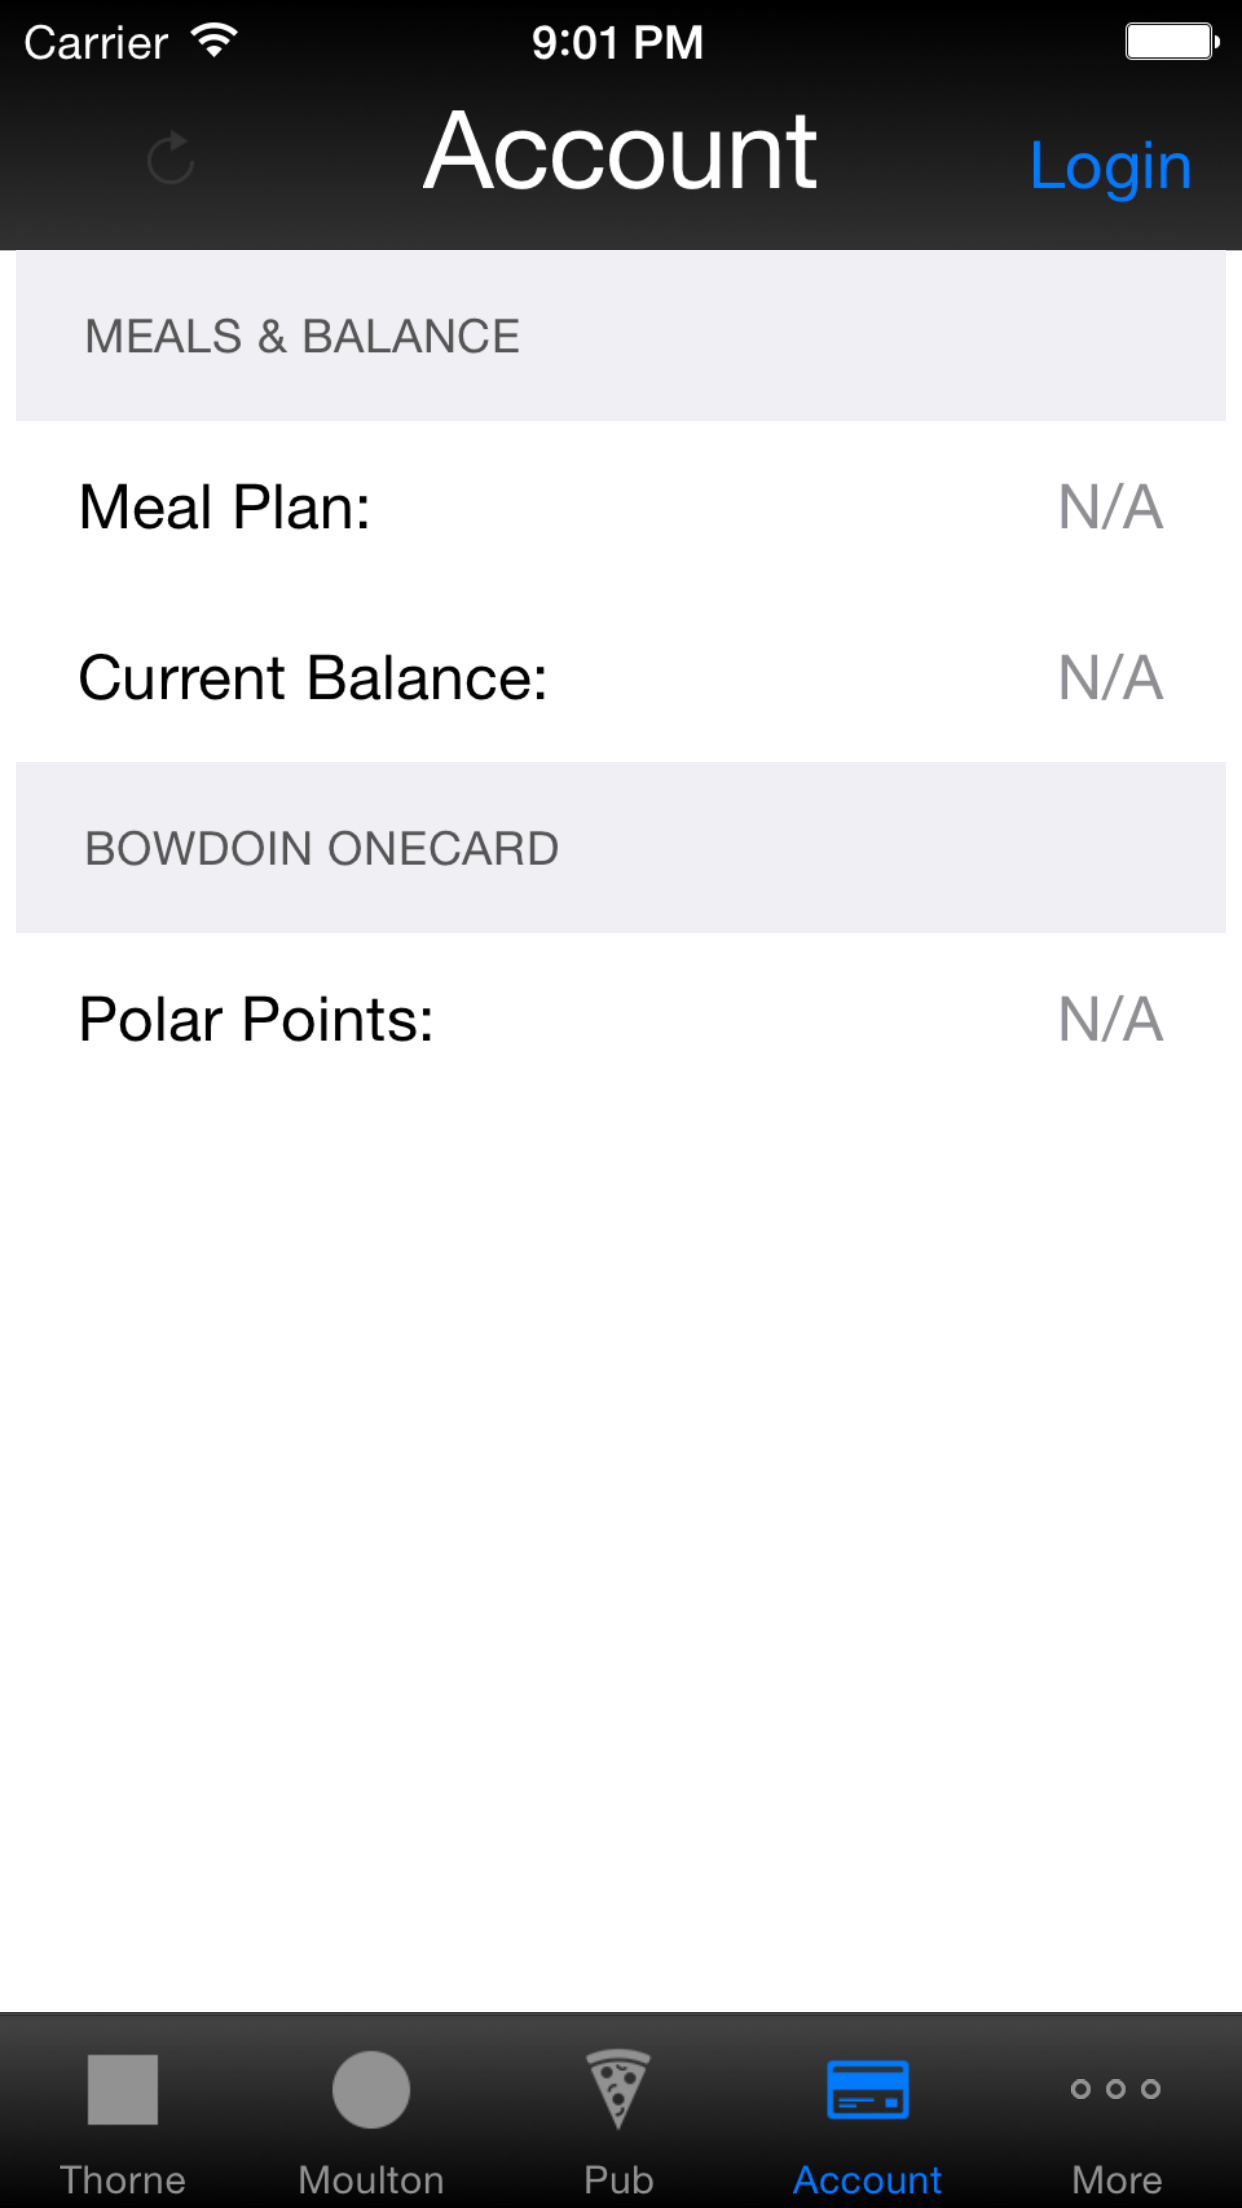 Carrier 9:01 PM
Account Login
MEALS & BALANCE
Meal Plan: N/A
Current Balance: N/A
BOWDOIN ONECARD
Polar Points: N/A
Thorne Moulton Pub Account More